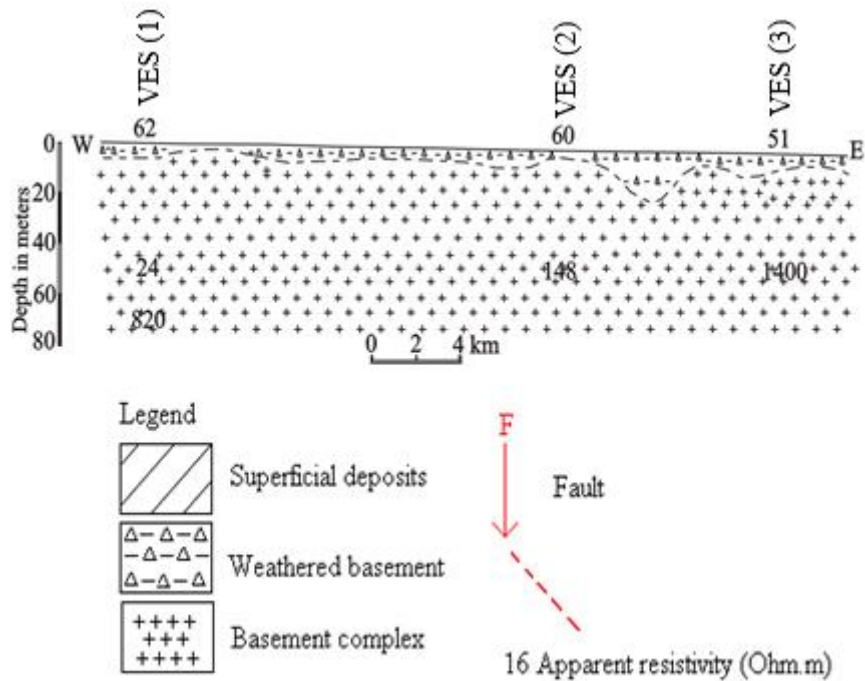 VES (1)
VES (2)
VES (3)
62
60
51
W
E
0
20
40
60
80
Depth in meters
24
148
1400
820
0 2 4 km
Legend
Superficial deposits
Weathered basement
Basement complex
F
Fault
16 Apparent resistivity (Ohm.m)